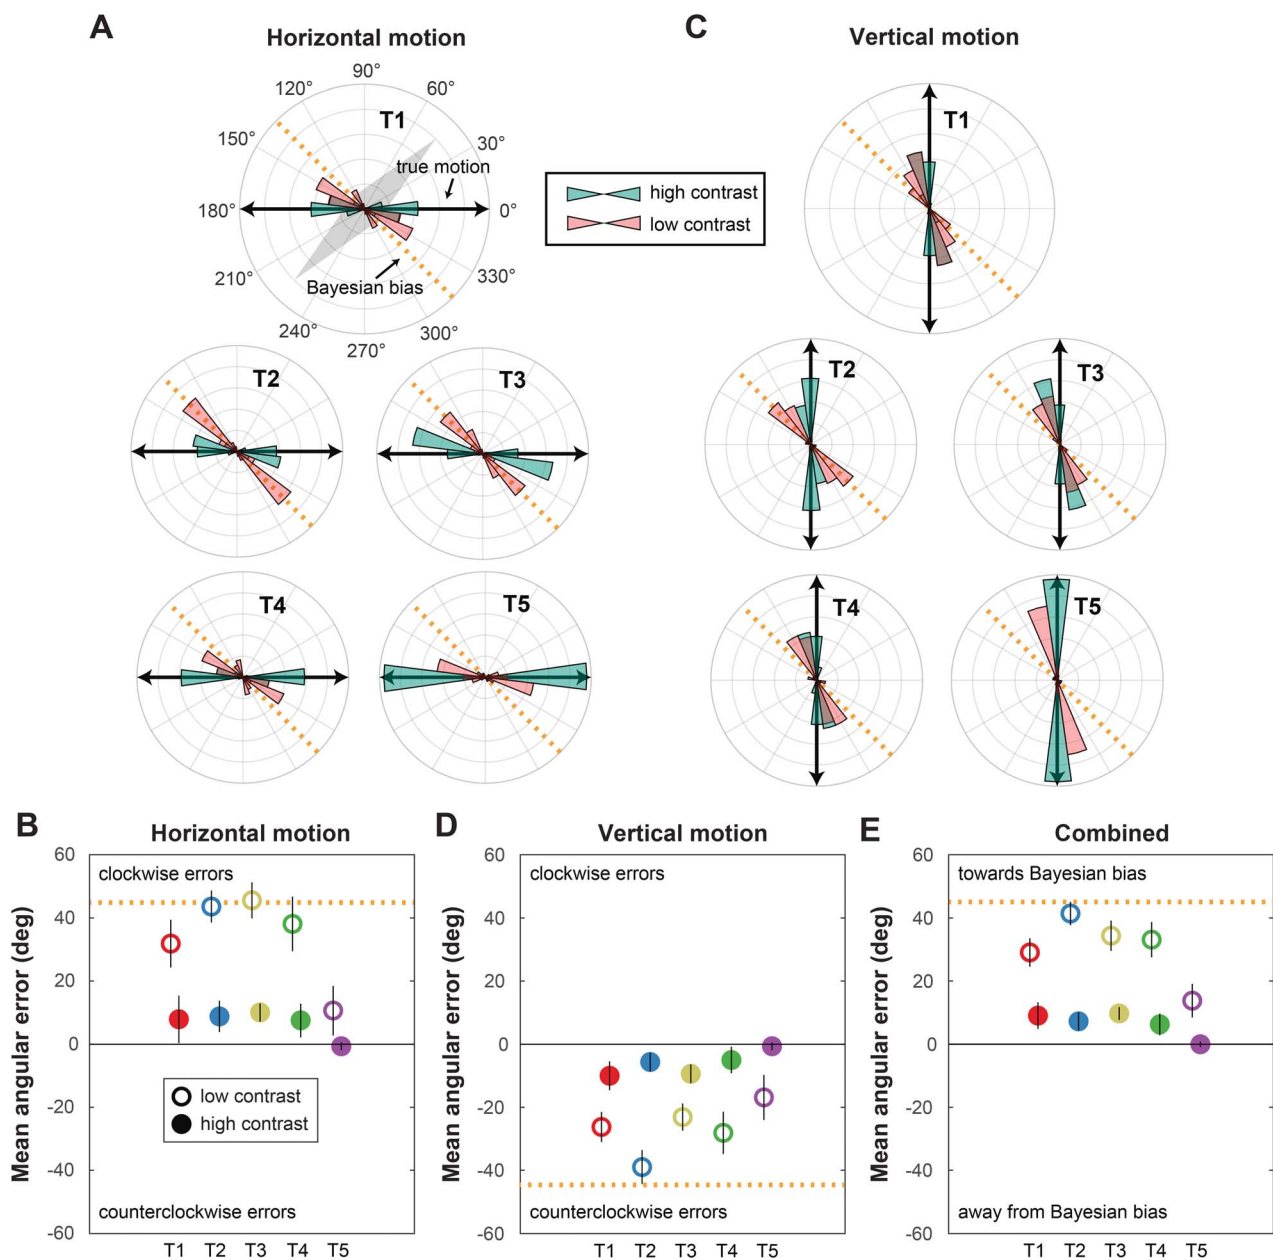 A
Horizontal motion
90°
120°
60°
T1
150°
30°
true motion
180°
0°
210°
Bayesian bias
330°
240°
300°
270°
T2
T3
T4
T5
high contrast
low contrast
C
Vertical motion
T1
T2
T3
T4
T5
B
Horizontal motion
Mean angular error (deg)
60
40
20
0
-20
-40
-60
clockwise errors
low contrast
high contrast
counterclockwise errors
T1 T2 T3 T4 T5
D
Vertical motion
Mean angular error (deg)
60
40
20
0
-20
-40
-60
clockwise errors
counterclockwise errors
T1 T2 T3 T4 T5
E
Combined
Mean angular error (deg)
60
40
20
0
-20
-40
-60
towards Bayesian bias
away from Bayesian bias
T1 T2 T3 T4 T5